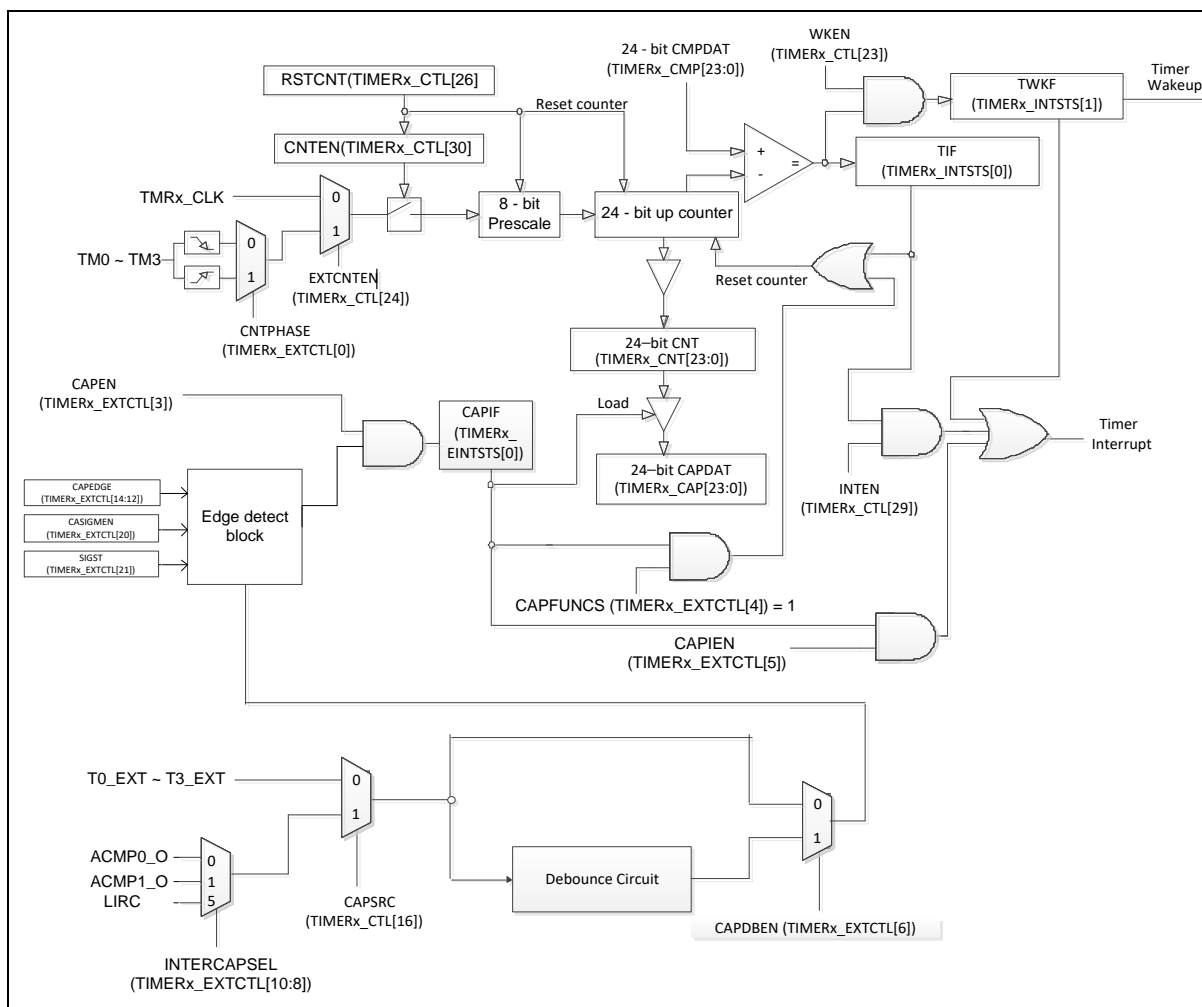 WKEN
(TIMERx_CTL[23])
24 - bit CMPDAT
(TIMERx_CMP[23:0])
Timer
Wakeup
TWKF
(TIMERx_INTSTS[1])
RSTCNT(TIMERx_CTL[26]
Reset counter
CNTEN(TIMERx_CTL[30]
+
-
=
TIF
(TIMERx_INTSTS[0])
TMRx_CLK
0
1
8 - bit
Prescale
24 - bit up counter
TM0 ~ TM3
0
1
EXTCNTEN
(TIMERx_CTL[24])
Reset counter
CNTPHASE
(TIMERx_EXTCTL[0])
24–bit CNT
(TIMERx_CNT[23:0])
CAPEN
(TIMERx_EXTCTL[3])
CAPIF
(TIMERx_
EINTSTS[0])
Load
24–bit CAPDAT
(TIMERx_CAP[23:0])
Timer
Interrupt
INTEN
(TIMERx_CTL[29])
CAPEDGE
(TIMERx_EXTCTL[14:12])
CASIGMEN
(TIMERx_EXTCTL[20])
SIGST
(TIMERx_EXTCTL[21])
Edge detect
block
CAPFUNCS (TIMERx_EXTCTL[4]) = 1
CAPIEN
(TIMERx_EXTCTL[5])
T0_EXT ~ T3_EXT
0
1
ACMP0_O
ACMP1_O
LIRC
0
1
5
CAPSRC
(TIMERx_CTL[16])
Debounce Circuit
0
1
CAPDBEN (TIMERx_EXTCTL[6])
INTERCAPSEL
(TIMERx_EXTCTL[10:8])